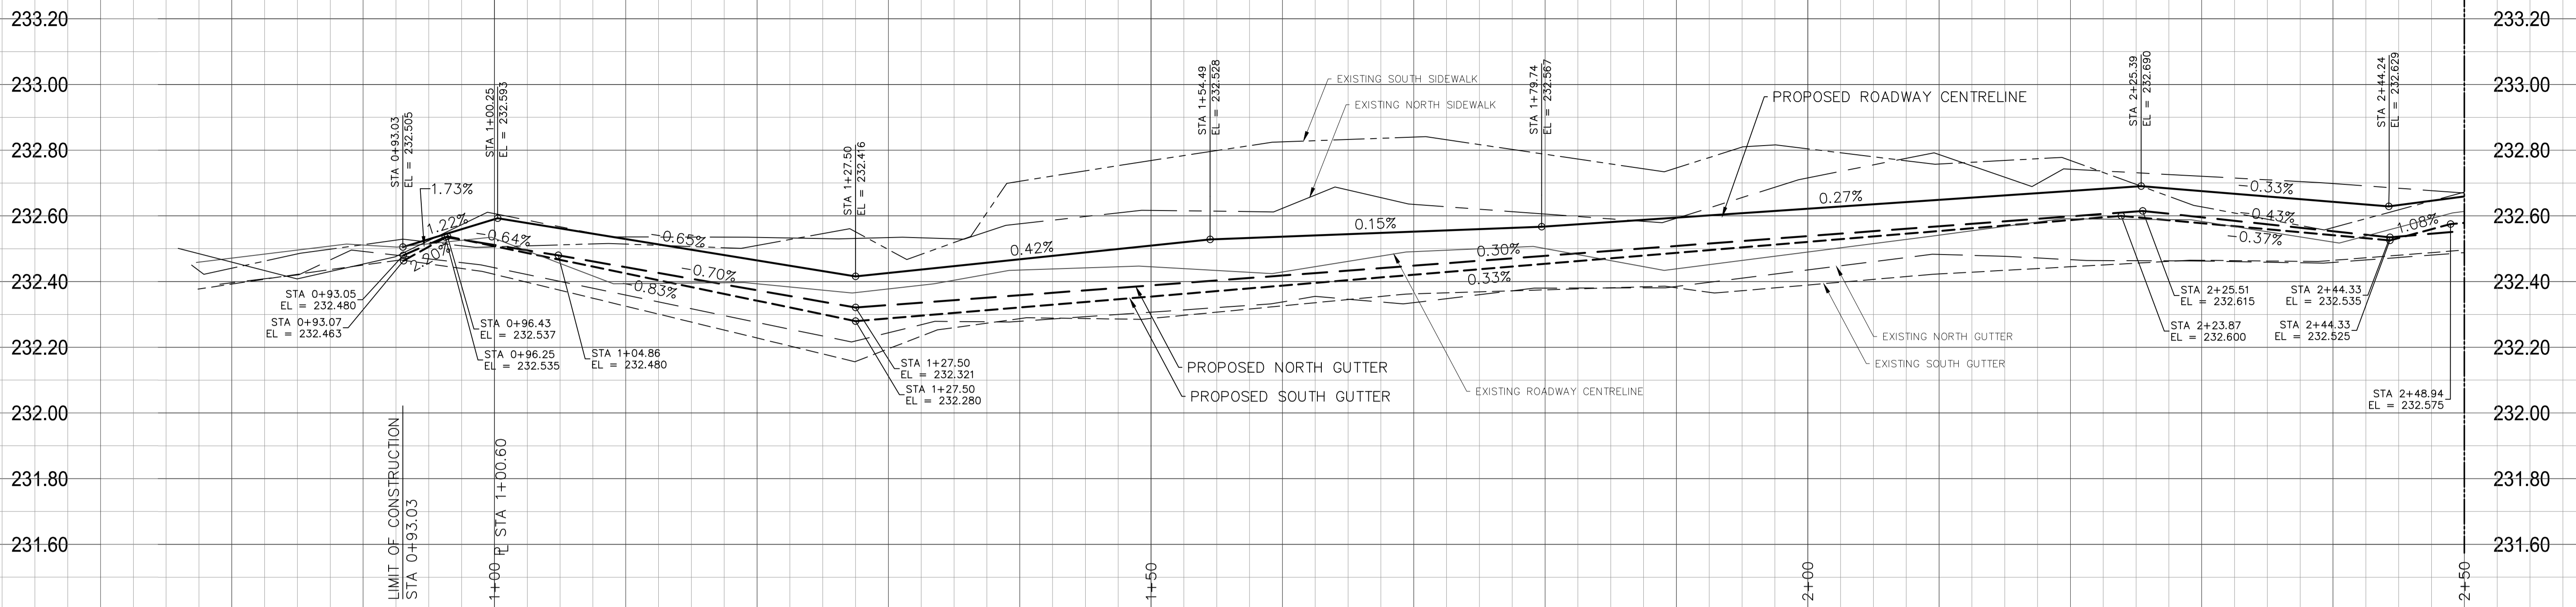 233.20
233.00
232.80
232.60
232.40
232.20
232.00
231.80
231.60
STA 0+93.03
EL = 232.505
STA 1+00.25
EL = 232.593
STA 1+27.50
EL = 232.416
STA 1+54.49
EL = 232.528
STA 1+79.74
EL = 232.567
STA 2+25.39
EL = 232.690
STA 2+44.24
EL = 232.629
EXISTING SOUTH SIDEWALK
EXISTING NORTH SIDEWALK
PROPOSED ROADWAY CENTRELINE
1.73%
1.22%
2.20%
-0.64%
-0.65%
-0.70%
-0.83%
0.42%
0.15%
0.27%
0.30%
0.33%
-0.33%
-0.43%
-0.37%
1.08%
STA 0+93.05
EL = 232.480
STA 0+93.07
EL = 232.463
STA 0+96.43
EL = 232.537
STA 0+96.25
EL = 232.535
STA 1+04.86
EL = 232.480
STA 1+27.50
EL = 232.321
STA 1+27.50
EL = 232.280
PROPOSED NORTH GUTTER
PROPOSED SOUTH GUTTER
EXISTING ROADWAY CENTRELINE
EXISTING NORTH GUTTER
EXISTING SOUTH GUTTER
STA 2+25.51
EL = 232.615
STA 2+23.87
EL = 232.600
STA 2+44.33
EL = 232.535
STA 2+44.33
EL = 232.525
STA 2+48.94
EL = 232.575
LIMIT OF CONSTRUCTION
STA 0+93.03
1+00
PL STA 1+00.60
1+50
2+00
2+50
233.20
233.00
232.80
232.60
232.40
232.20
232.00
231.80
231.60